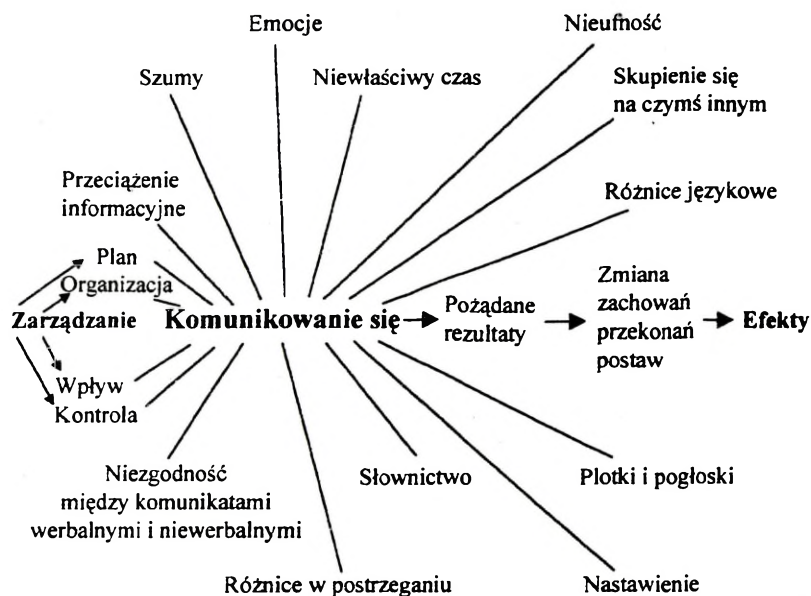 Emocje
Nieufność
Szumy
Niewłaściwy czas
Skupienie się
na czymś innym
Przeciążenie
informacyjne
Różnice językowe
Plan
Organizacja
Zarządzanie
Komunikowanie się
Pożądane
rezultaty
Zmiana
zachowań
przekonań
postaw
Efekty
Wpływ
Kontrola
Niezgodność
między komunikatami
werbalnymi i niewerbalnymi
Słownictwo
Plotki i pogłoski
Różnice w postrzeganiu
Nastawienie